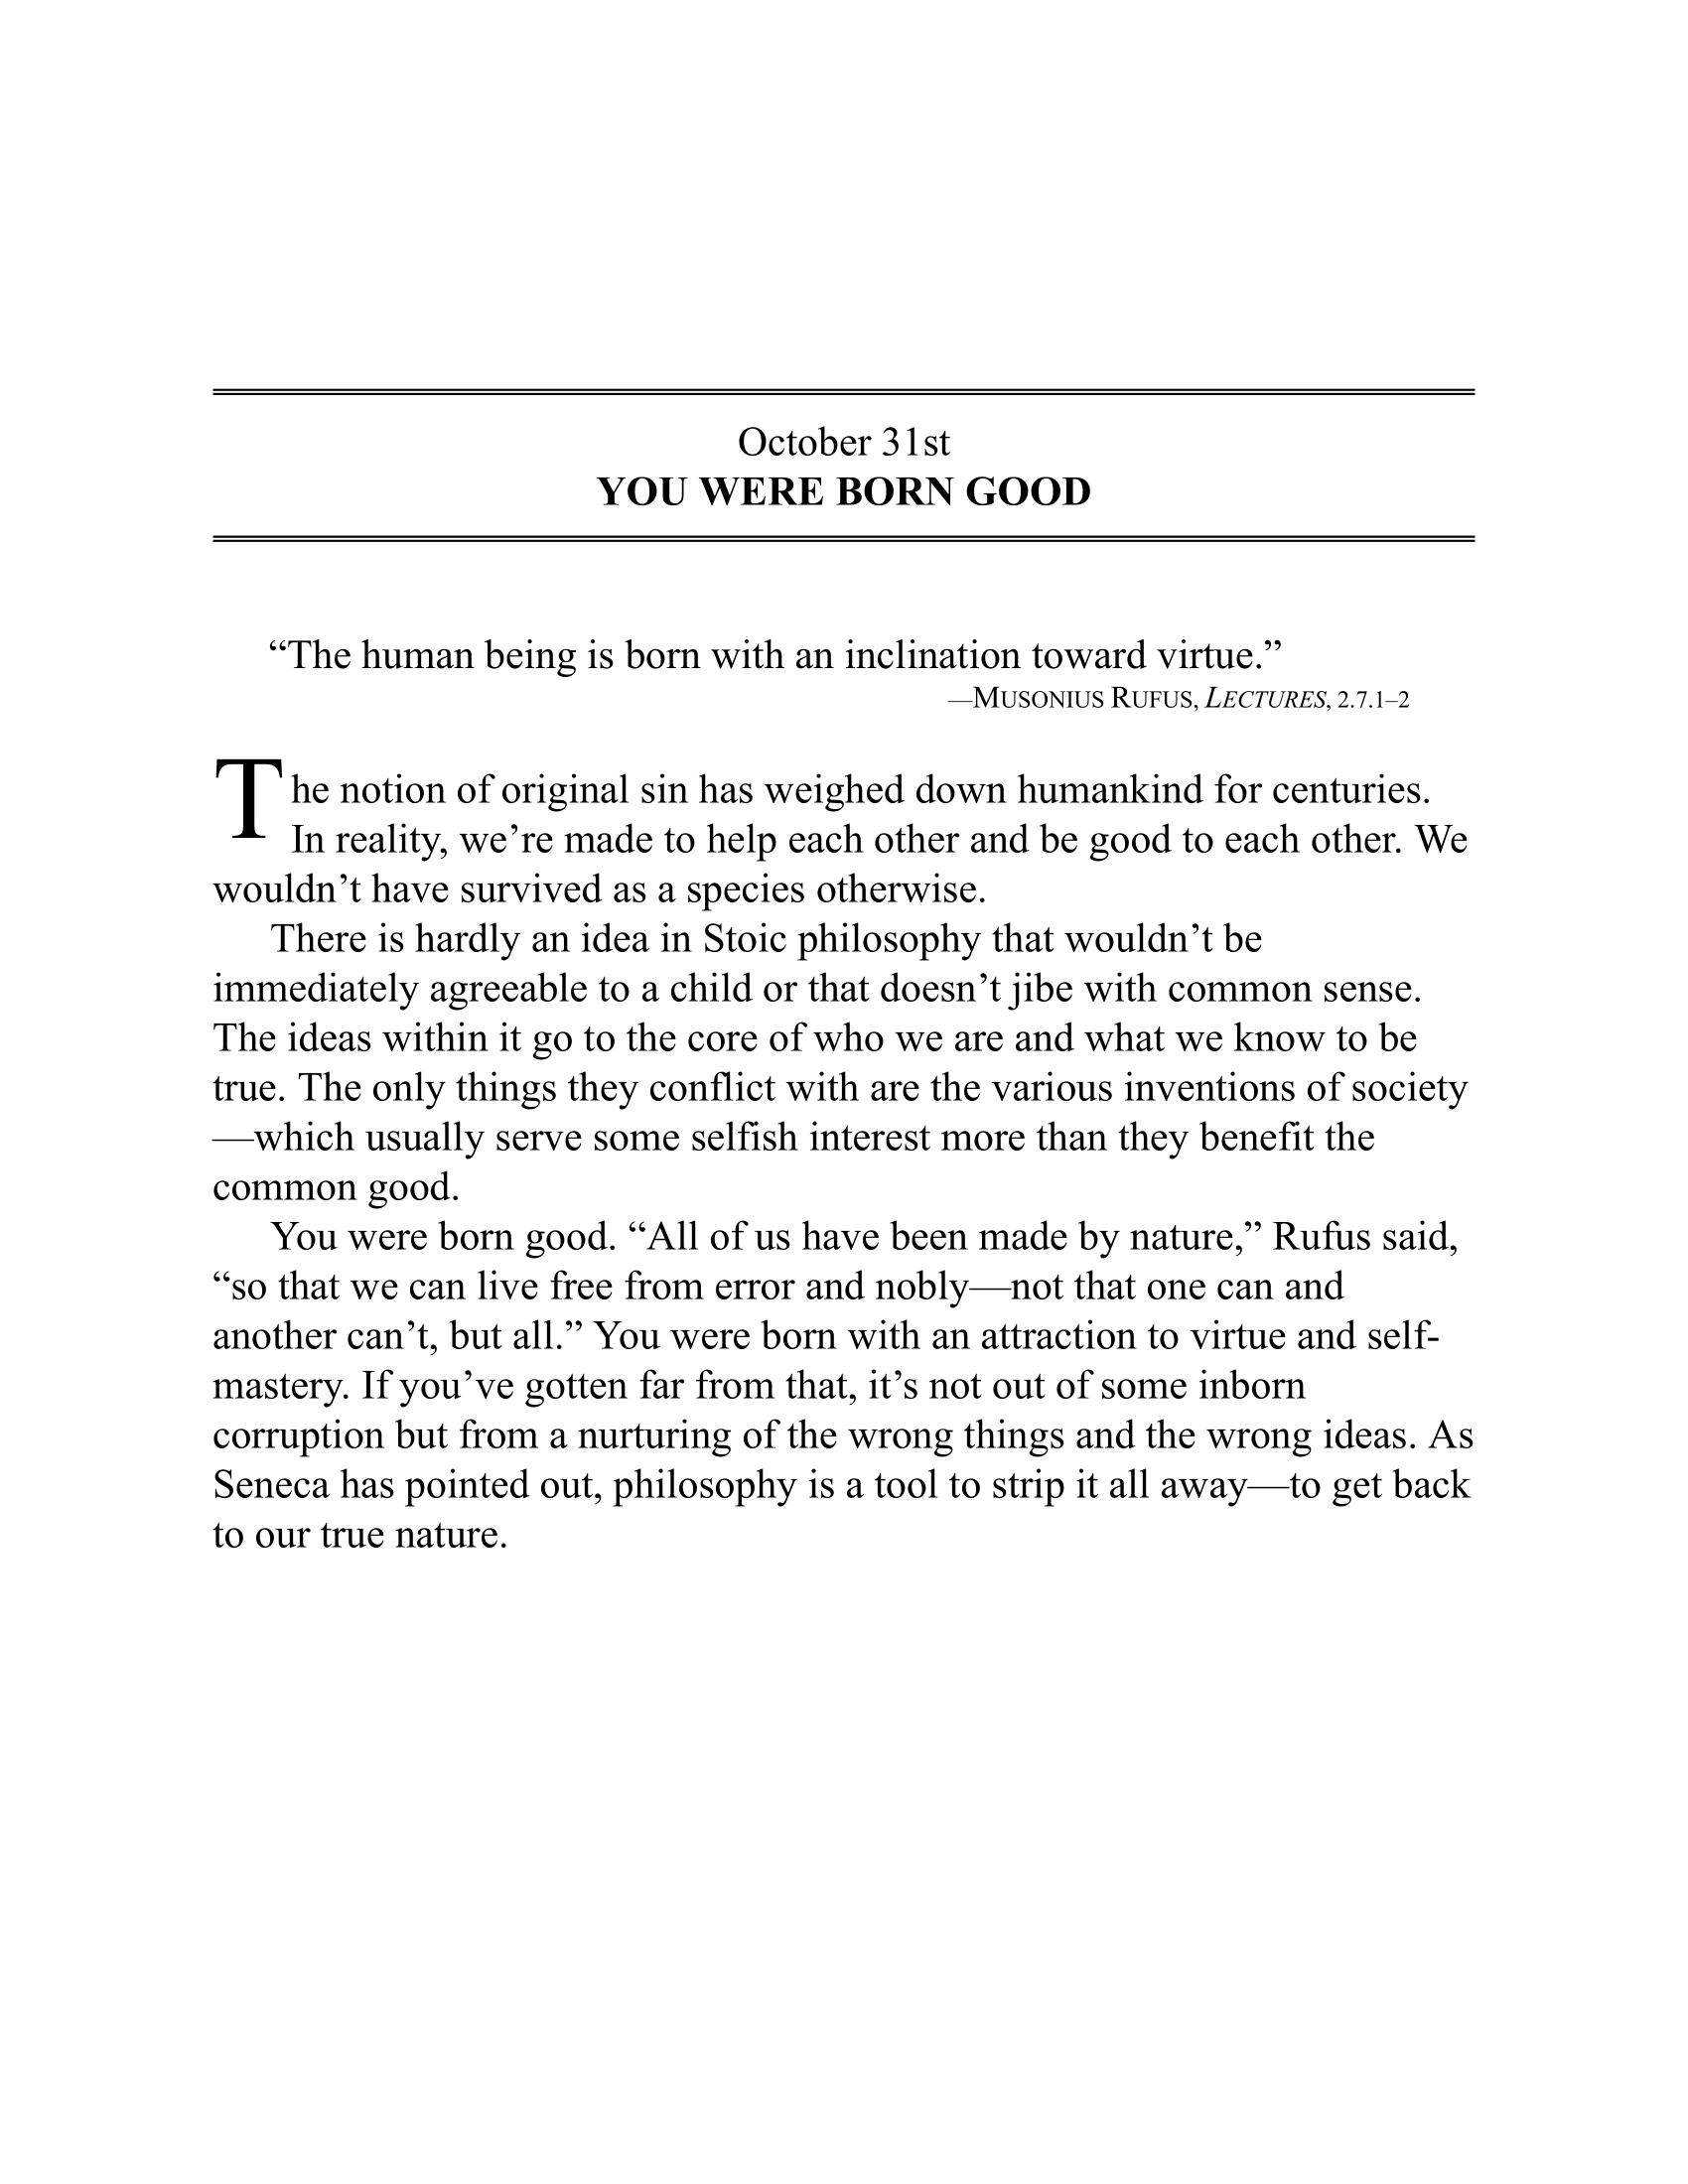 October 31st
YOU WERE BORN GOOD
“The human being is born with an inclination toward virtue.”
—MUSONIUS RUFUS, LECTURES, 2.7.1–2
The notion of original sin has weighed down humankind for centuries.
In reality, we’re made to help each other and be good to each other. We
wouldn’t have survived as a species otherwise.
There is hardly an idea in Stoic philosophy that wouldn’t be
immediately agreeable to a child or that doesn’t jibe with common sense.
The ideas within it go to the core of who we are and what we know to be
true. The only things they conflict with are the various inventions of society
—which usually serve some selfish interest more than they benefit the
common good.
You were born good. “All of us have been made by nature,” Rufus said,
“so that we can live free from error and nobly—not that one can and
another can’t, but all.” You were born with an attraction to virtue and self-
mastery. If you’ve gotten far from that, it’s not out of some inborn
corruption but from a nurturing of the wrong things and the wrong ideas. As
Seneca has pointed out, philosophy is a tool to strip it all away—to get back
to our true nature.